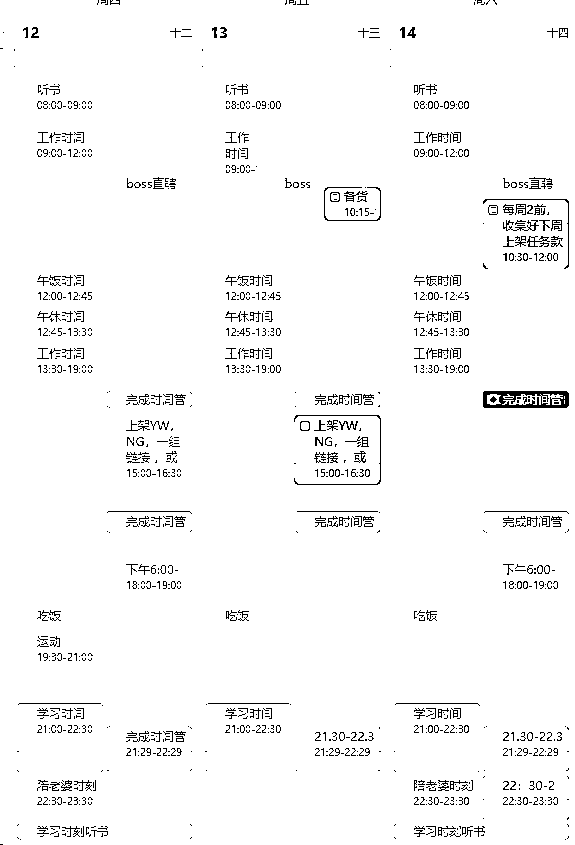 周四
12 十二
听书
08:00-09:00
工作时间
09:00-12:00
boss直聘
午饭时间
12:00-12:45
午休时间
12:45-13:30
工作时间
13:30-19:00
完成时间管
上架YW,
NG,一组
链接,或
15:00-16:30
完成时间管
下午6:00-
18:00-19:00
吃饭
运动
19:30-21:00
学习时间
21:00-22:30
完成时间管
21:29-22:29
陪老婆时刻
22:30-23:30
学习时刻听书
周五
13 十三
听书
08:00-09:00
工作
时间
09:00-
boss
备货
10:15-
午饭时间
12:00-12:45
午休时间
12:45-13:30
工作时间
13:30-19:00
完成时间管
上架YW,
NG,一组
链接,或
15:00-16:30
完成时间管
吃饭
学习时间
21:00-22:30
21.30-22.3
21:29-22:29
周六
14 十四
听书
08:00-09:00
工作时间
09:00-12:00
boss直聘
每周2前,
收集好下周
上架任务款
10:30-12:00
午饭时间
12:00-12:45
午休时间
12:45-13:30
工作时间
13:30-19:00
完成时间管
完成时间管
下午6:00-
18:00-19:00
吃饭
学习时间
21:00-22:30
21.30-22.3
21:29-22:29
陪老婆时刻
22:30-23:30
22:30-2
22:30-23:30
学习时刻听书